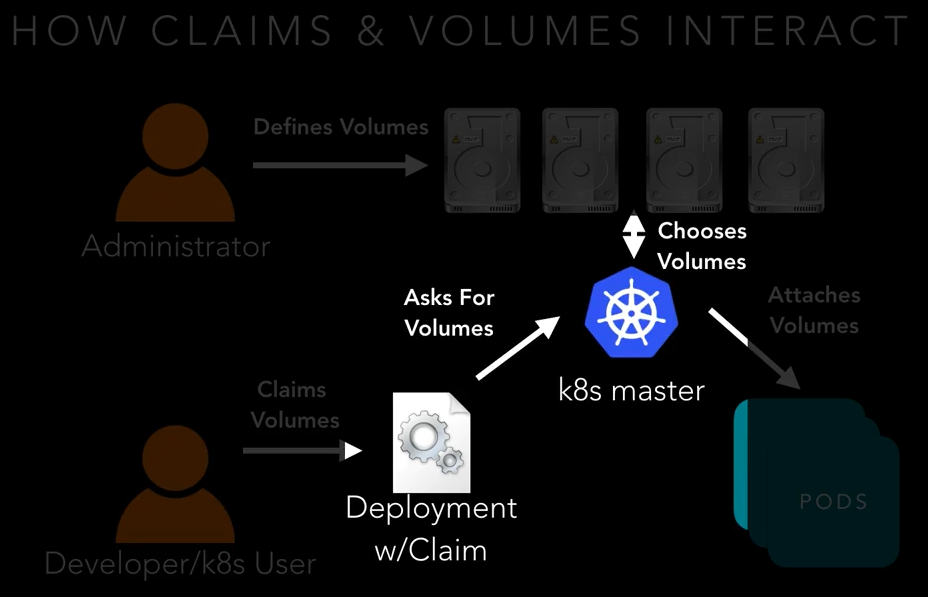 HOW CLAIMS & VOLUMES INTERACT
Defines Volumes
Administrator
Chooses
Volumes
Asks For
Volumes
Attaches
Volumes
k8s master
Claims
Volumes
Deployment
w/Claim
PODS
Developer/k8s User